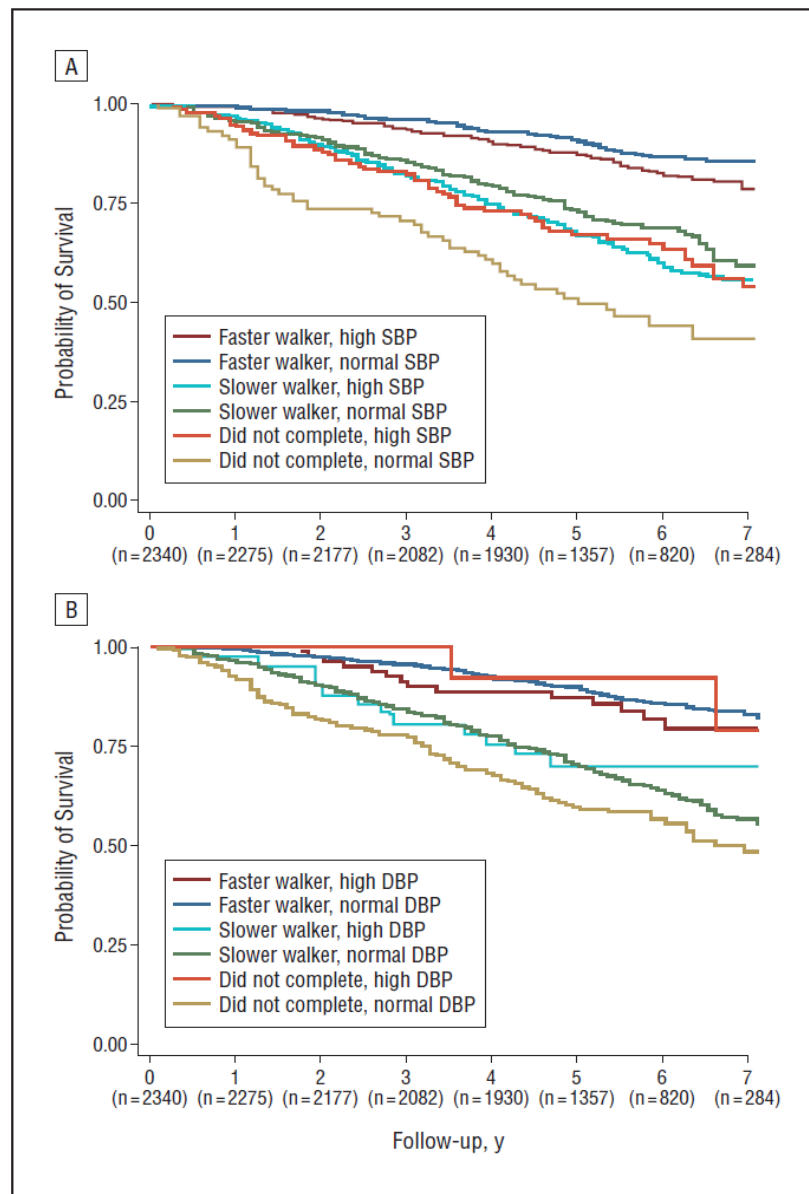 A
1.00
0.75
0.50
0.25
0.00
Probability of Survival
Faster walker, high SBP
Faster walker, normal SBP
Slower walker, high SBP
Slower walker, normal SBP
Did not complete, high SBP
Did not complete, normal SBP
0 1 2 3 4 5 6 7
(n=2340) (n=2275) (n=2177) (n=2082) (n=1930) (n=1357) (n=820) (n=284)
B
1.00
0.75
0.50
0.25
0.00
Probability of Survival
Faster walker, high DBP
Faster walker, normal DBP
Slower walker, high DBP
Slower walker, normal DBP
Did not complete, high DBP
Did not complete, normal DBP
0 1 2 3 4 5 6 7
(n=2340) (n=2275) (n=2177) (n=2082) (n=1930) (n=1357) (n=820) (n=284)
Follow-up, y